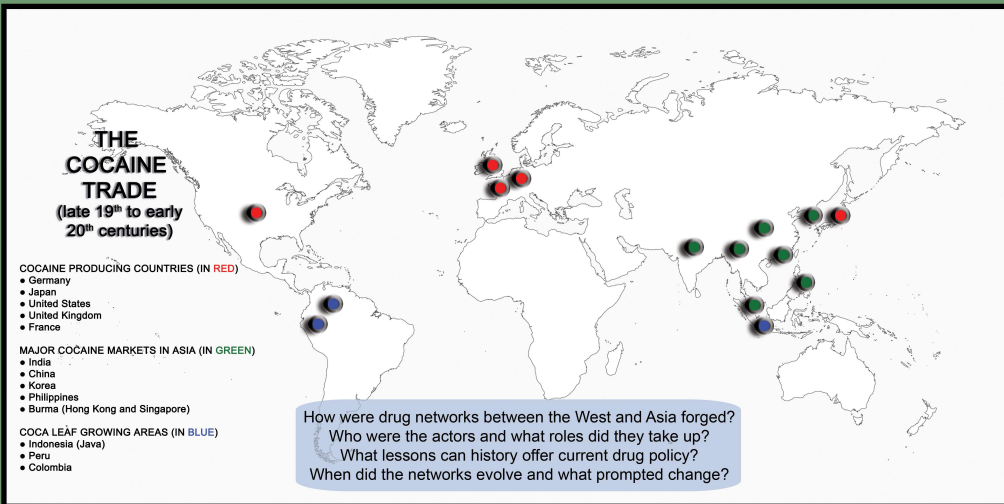 THE
COCAINE
TRADE
(late 19th to early
20th centuries)
COCAINE PRODUCING COUNTRIES (IN RED)
● Germany
● Japan
● United States
● United Kingdom
● France
MAJOR COCAINE MARKETS IN ASIA (IN GREEN)
● India
● China
● Korea
● Philippines
● Burma (Hong Kong and Singapore)
COCA LEAF GROWING AREAS (IN BLUE)
● Indonesia (Java)
● Peru
● Colombia
How were drug networks between the West and Asia forged?
Who were the actors and what roles did they take up?
What lessons can history offer current drug policy?
When did the networks evolve and what prompted change?